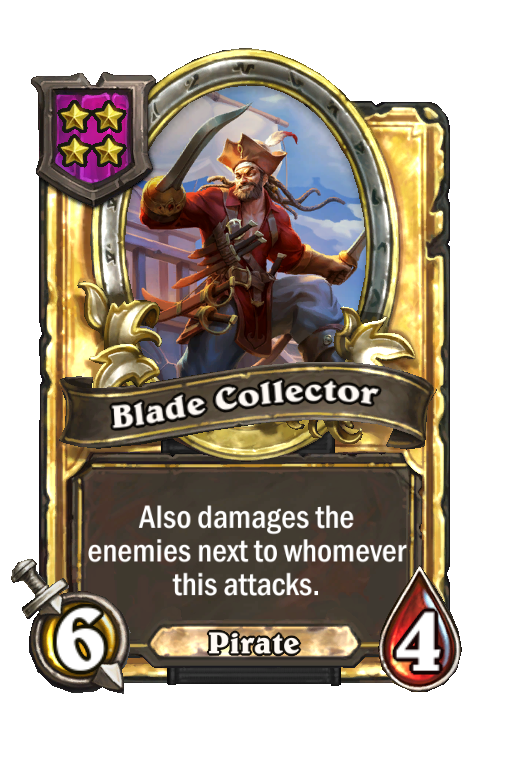 Blade Collector
Also damages the
enemies next to whomever
this attacks.
6
Pirate
4